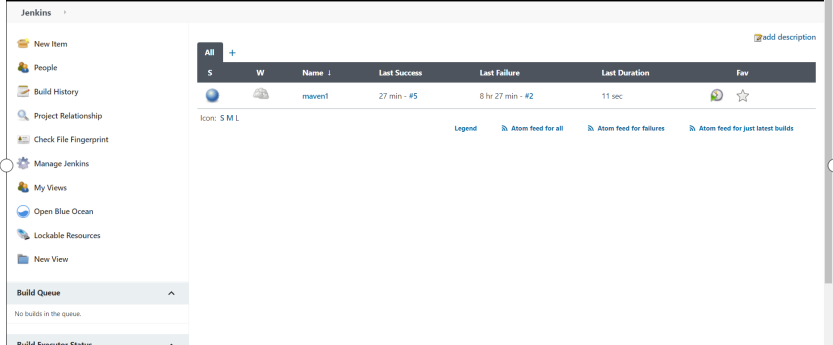 Jenkins
New Item
People
Build History
Project Relationship
Check File Fingerprint
Manage Jenkins
My Views
Open Blue Ocean
Lockable Resources
New View
Build Queue
No builds in the queue.
Build Executor Status
add description
All +
S W Name ↓ Last Success Last Failure Last Duration Fav
maven1 27 min - #5 8 hr 27 min - #2 11 sec
Icon: S M L
Legend Atom feed for all Atom feed for failures Atom feed for just latest builds